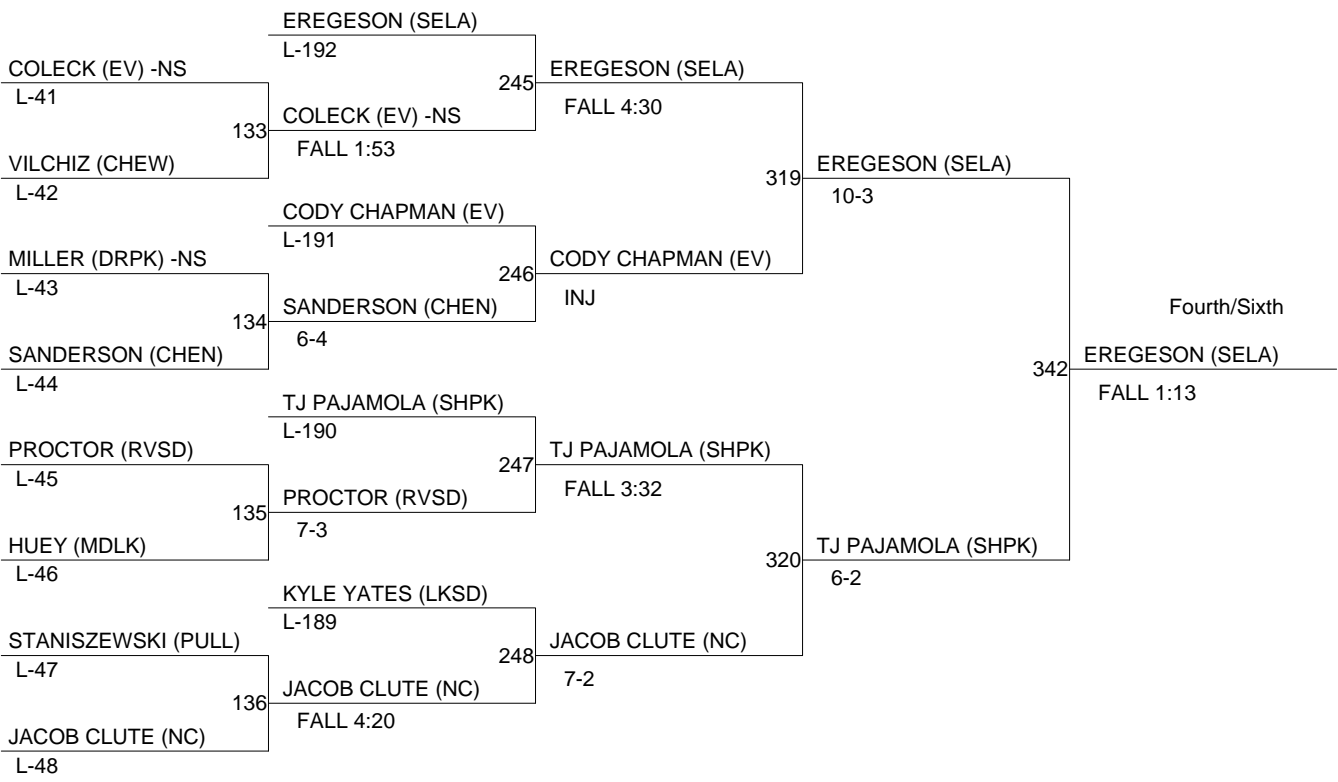 EREGESON (SELA)
L-192
COLECK (EV) -NS
L-41
245
EREGESON (SELA)
FALL 4:30
133
COLECK (EV) -NS
FALL 1:53
VILCHIZ (CHEW)
L-42
319
EREGESON (SELA)
10-3
CODY CHAPMAN (EV)
L-191
MILLER (DRPK) -NS
L-43
246
CODY CHAPMAN (EV)
INJ
134
SANDERSON (CHEN)
6-4
Fourth/Sixth
SANDERSON (CHEN)
L-44
342
EREGESON (SELA)
FALL 1:13
TJ PAJAMOLA (SHPK)
L-190
PROCTOR (RVSD)
L-45
247
TJ PAJAMOLA (SHPK)
FALL 3:32
135
PROCTOR (RVSD)
7-3
HUEY (MDLK)
L-46
320
TJ PAJAMOLA (SHPK)
6-2
KYLE YATES (LKSD)
L-189
STANISZEWSKI (PULL)
L-47
248
JACOB CLUTE (NC)
7-2
136
JACOB CLUTE (NC)
FALL 4:20
JACOB CLUTE (NC)
L-48